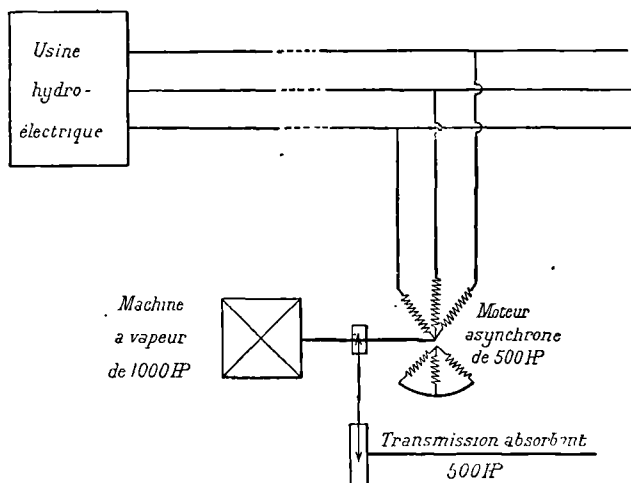 Usine
hydro-
électrique
Machine
a vapeur
de 1000 HP
Moteur
asynchrone
de 500 HP
Transmission absorbant
500 HP